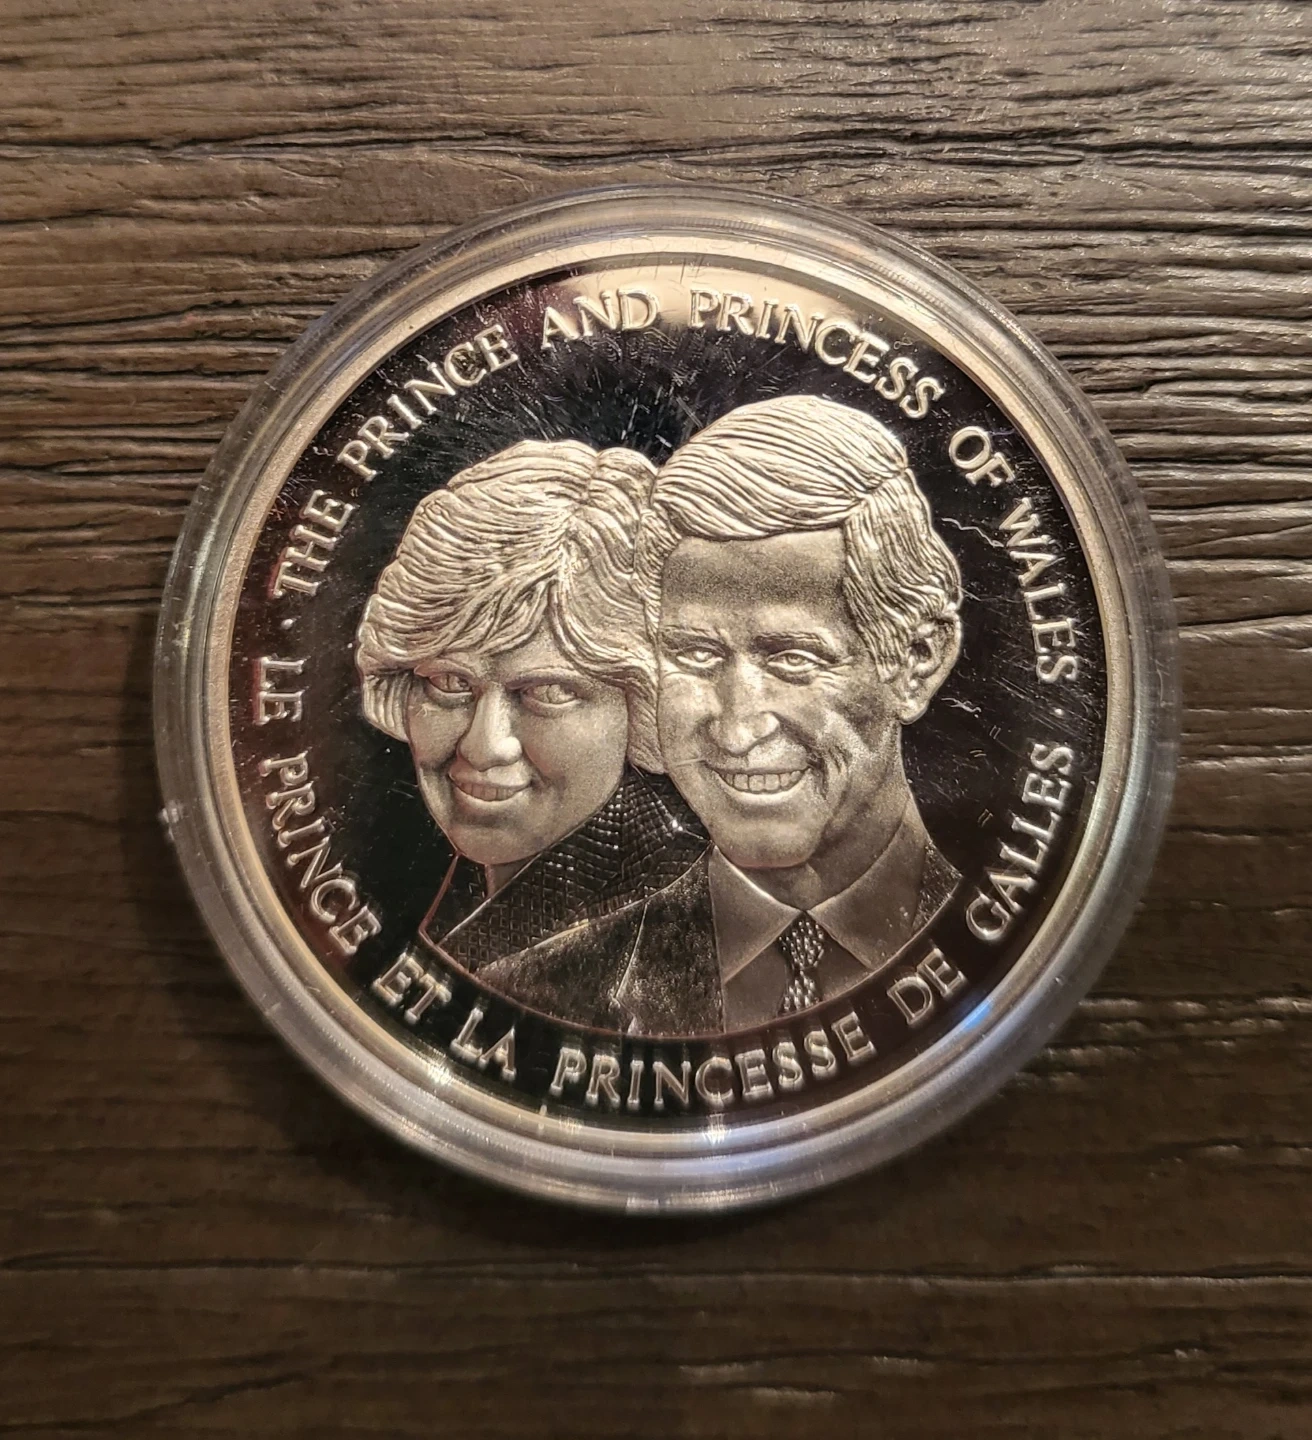 · THE PRINCE AND PRINCESS OF WALES ·
LE PRINCE ET LA PRINCESSE DE GALLES